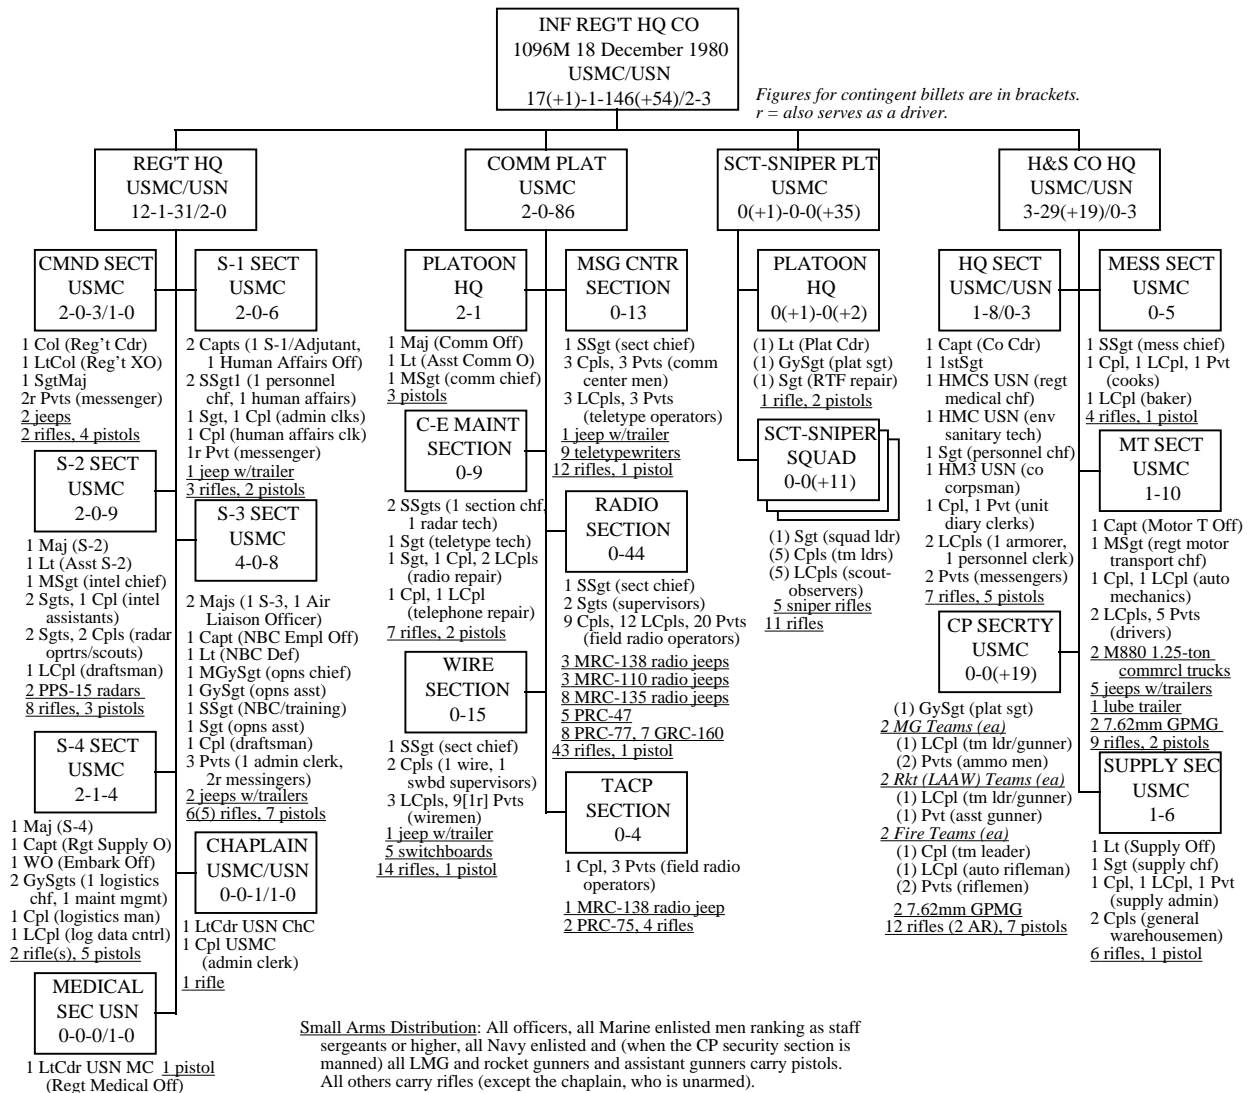 INF REG'T HQ CO
1096M 18 December 1980
USMC/USN
17(+1)-1-146(+54)/2-3
Figures for contingent billets are in brackets.
r = also serves as a driver.
REG'T HQ
USMC/USN
12-1-31/2-0
CMND SECT
USMC
2-0-3/1-0
1 Col (Reg't Cdr)
1 LtCol (Reg't XO)
1 SgtMaj
2r Pvts (messenger)
2 jeeps
2 rifles, 4 pistols
S-1 SECT
USMC
2-0-6
2 Capts (1 S-1/Adjutant,
1 Human Affairs Off)
2 SSgt1 (1 personnel
chf, 1 human affairs)
1 Sgt, 1 Cpl (admin clks)
1 Cpl (human affairs clk)
1r Pvt (messenger)
1 jeep w/trailer
3 rifles, 2 pistols
S-2 SECT
USMC
2-0-9
1 Maj (S-2)
1 Lt (Asst S-2)
1 MSgt (intel chief)
2 Sgts, 1 Cpl (intel
assistants)
2 Sgts, 2 Cpls (radar
oprtrs/scouts)
1 LCpl (draftsman)
2 PPS-15 radars
8 rifles, 3 pistols
S-3 SECT
USMC
4-0-8
2 Majs (1 S-3, 1 Air
Liaison Officer)
1 Capt (NBC Empl Off)
1 Lt (NBC Def)
1 MGySgt (opns chief)
1 GySgt (opns asst)
1 SSgt (NBC/training)
1 Sgt (opns asst)
1 Cpl (draftsman)
3 Pvts (1 admin clerk,
2r messingers)
2 jeeps w/trailers
6(5) rifles, 7 pistols
S-4 SECT
USMC
2-1-4
1 Maj (S-4)
1 Capt (Rgt Supply O)
1 WO (Embark Off)
2 GySgts (1 logistics
chf, 1 maint mgmt)
1 Cpl (logistics man)
1 LCpl (log data cntrl)
2 rifle(s), 5 pistols
CHAPLAIN
USMC/USN
0-0-1/1-0
1 LtCdr USN ChC
1 Cpl USMC
(admin clerk)
1 rifle
MEDICAL
SEC USN
0-0-0/1-0
1 LtCdr USN MC 1 pistol
(Regt Medical Off)
COMM PLAT
USMC
2-0-86
PLATOON
HQ
2-1
1 Maj (Comm Off)
1 Lt (Asst Comm O)
1 MSgt (comm chief)
3 pistols
MSG CNTR
SECTION
0-13
1 SSgt (sect chief)
3 Cpls, 3 Pvts (comm
center men)
3 LCpls, 3 Pvts
(teletype operators)
1 jeep w/trailer
9 teletypewriters
12 rifles, 1 pistol
C-E MAINT
SECTION
0-9
2 SSgts (1 section chf,
1 radar tech)
1 Sgt (teletype tech)
1 Sgt, 1 Cpl, 2 LCpls
(radio repair)
1 Cpl, 1 LCpl
(telephone repair)
7 rifles, 2 pistols
RADIO
SECTION
0-44
1 SSgt (sect chief)
2 Sgts (supervisors)
9 Cpls, 12 LCpls, 20 Pvts
(field radio operators)
3 MRC-138 radio jeeps
3 MRC-110 radio jeeps
8 MRC-135 radio jeeps
5 PRC-47
8 PRC-77, 7 GRC-160
43 rifles, 1 pistol
WIRE
SECTION
0-15
1 SSgt (sect chief)
2 Cpls (1 wire, 1
swbd supervisors)
3 LCpls, 9[1r] Pvts
(wiremen)
1 jeep w/trailer
5 switchboards
14 rifles, 1 pistol
TACP
SECTION
0-4
1 Cpl, 3 Pvts (field radio
operators)
1 MRC-138 radio jeep
2 PRC-75, 4 rifles
SCT-SNIPER PLT
USMC
0(+1)-0-0(+35)
PLATOON
HQ
0(+1)-0(+2)
(1) Lt (Plat Cdr)
(1) GySgt (plat sgt)
(1) Sgt (RTF repair)
1 rifle, 2 pistols
SCT-SNIPER
SQUAD
0-0(+11)
(1) Sgt (squad ldr)
(5) Cpls (tm ldrs)
(5) LCpls (scout-
observers)
5 sniper rifles
11 rifles
H&S CO HQ
USMC/USN
3-29(+19)/0-3
HQ SECT
USMC/USN
1-8/0-3
1 Capt (Co Cdr)
1 1stSgt
1 HMCS USN (regt
medical chf)
1 HMC USN (env
sanitary tech)
1 Sgt (personnel chf)
1 HM3 USN (co
corpsman)
1 Cpl, 1 Pvt (unit
diary clerks)
2 LCpls (1 armorer,
1 personnel clerk)
2 Pvts (messengers)
7 rifles, 5 pistols
MESS SECT
USMC
0-5
1 SSgt (mess chief)
1 Cpl, 1 LCpl, 1 Pvt
(cooks)
1 LCpl (baker)
4 rifles, 1 pistol
MT SECT
USMC
1-10
1 Capt (Motor T Off)
1 MSgt (regt motor
transport chf)
1 Cpl, 1 LCpl (auto
mechanics)
2 LCpls, 5 Pvts
(drivers)
2 M880 1.25-ton
commrcl trucks
5 jeeps w/trailers
1 lube trailer
2 7.62mm GPMG
9 rifles, 2 pistols
CP SECRTY
USMC
0-0(+19)
(1) GySgt (plat sgt)
2 MG Teams (ea)
(1) LCpl (tm ldr/gunner)
(2) Pvts (ammo men)
2 Rkt (LAAW) Teams (ea)
(1) LCpl (tm ldr/gunner)
(1) Pvt (asst gunner)
2 Fire Teams (ea)
(1) Cpl (tm leader)
(1) LCpl (auto rifleman)
(2) Pvts (riflemen)
2 7.62mm GPMG
12 rifles (2 AR), 7 pistols
SUPPLY SEC
USMC
1-6
1 Lt (Supply Off)
1 Sgt (supply chf)
1 Cpl, 1 LCpl, 1 Pvt
(supply admin)
2 Cpls (general
warehousemen)
6 rifles, 1 pistol
Small Arms Distribution: All officers, all Marine enlisted men ranking as staff
sergeants or higher, all Navy enlisted and (when the CP security section is
manned) all LMG and rocket gunners and assistant gunners carry pistols.
All others carry rifles (except the chaplain, who is unarmed).